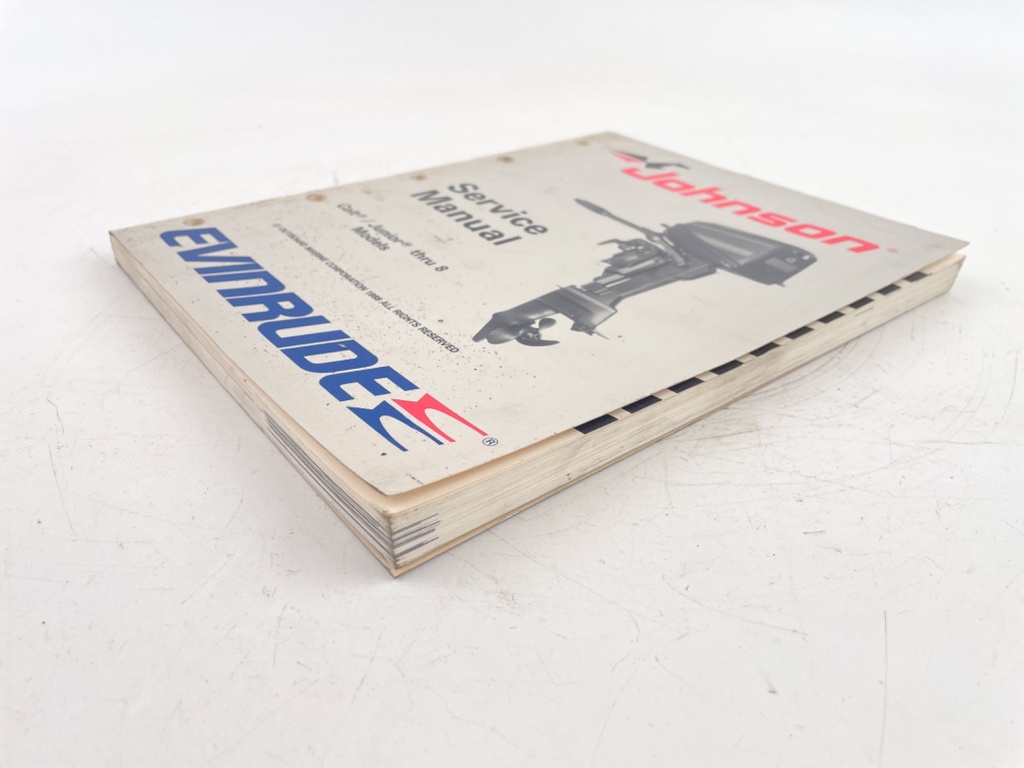 Johnson®
Service
Manual
Colt® / Junior® thru 8
Models
© OUTBOARD MARINE CORPORATION 1988 ALL RIGHTS RESERVED
EVINRUDE®